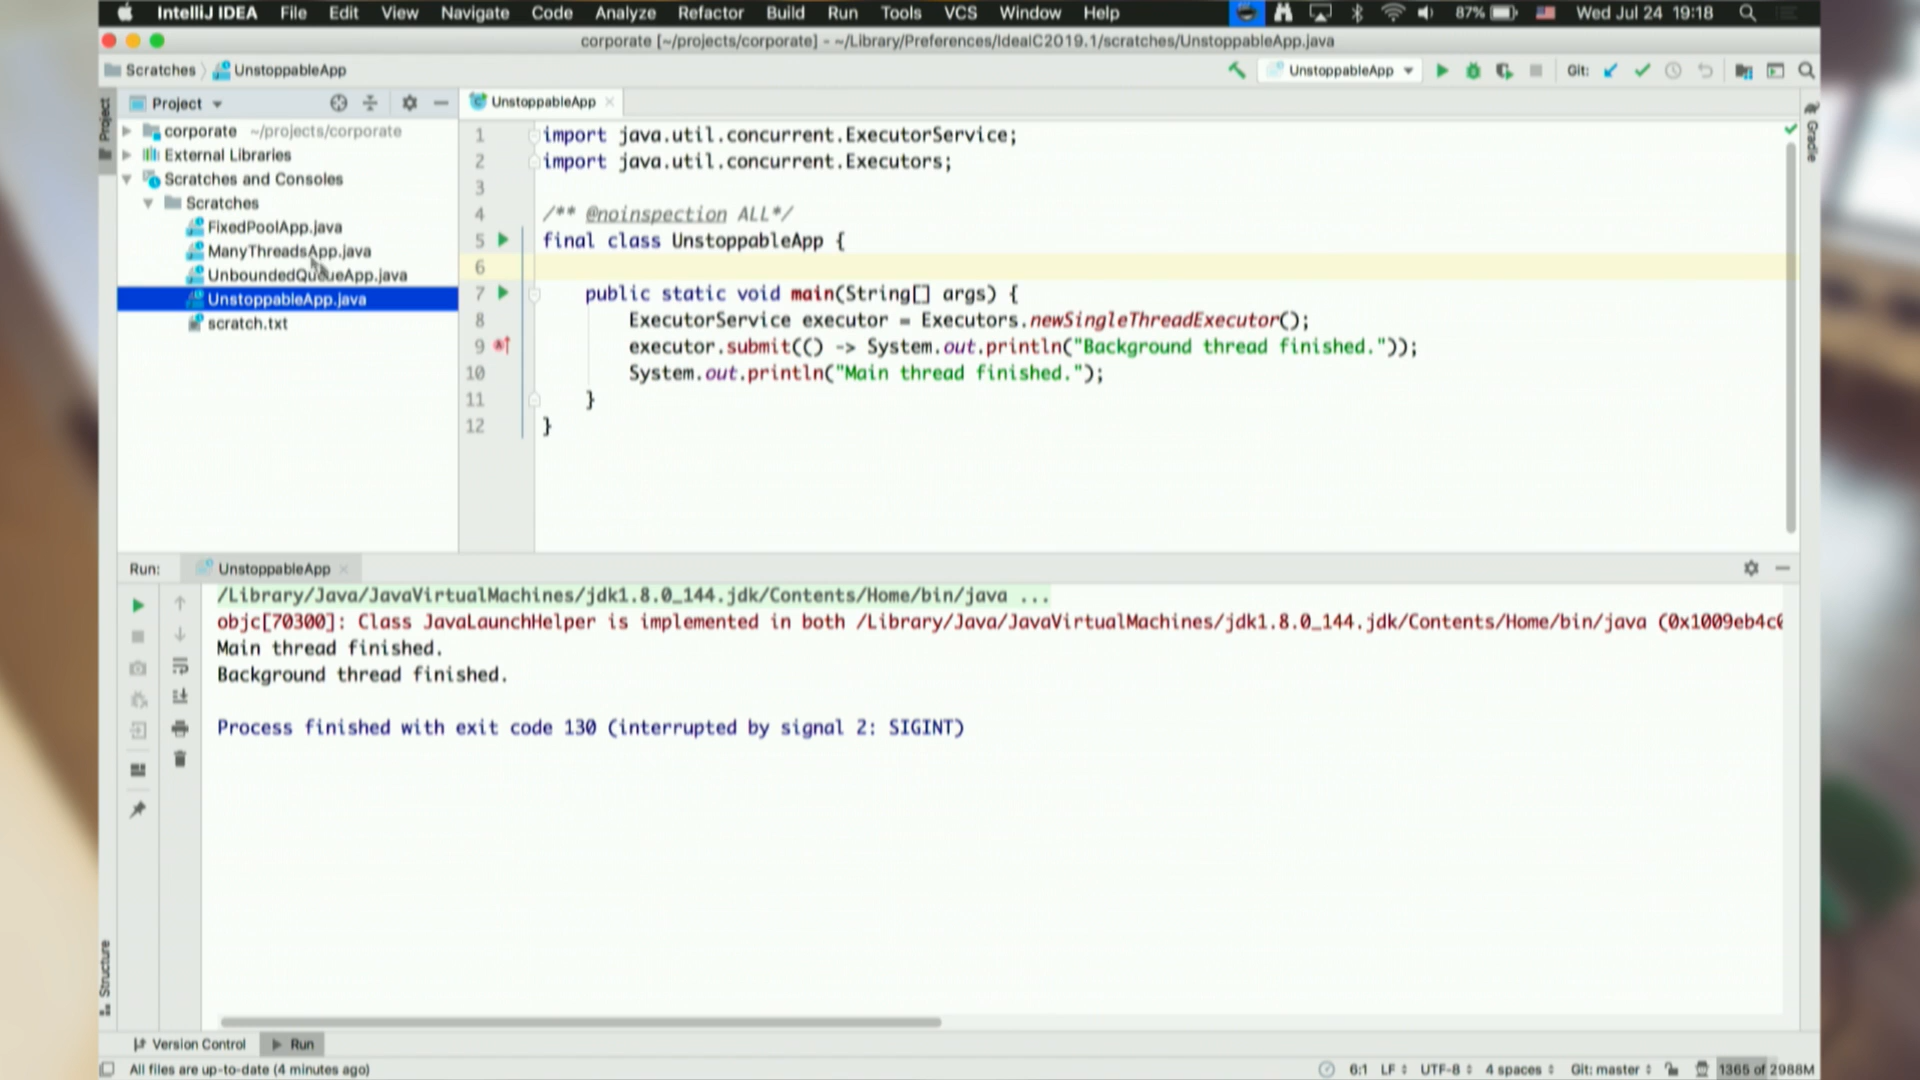 IntelliJ IDEA File Edit View Navigate Code Analyze Refactor Build Run Tools VCS Window Help 87% Wed Jul 24 19:18
corporate [~/projects/corporate] - ~/Library/Preferences/IdeaIC2019.1/scratches/UnstoppableApp.java
Scratches UnstoppableApp UnstoppableApp Git:
Project
Project
UnstoppableApp
Gradle
corporate ~/projects/corporate
External Libraries
Scratches and Consoles
Scratches
FixedPoolApp.java
ManyThreadsApp.java
UnboundedQueueApp.java
UnstoppableApp.java
scratch.txt
1 import java.util.concurrent.ExecutorService;
2 import java.util.concurrent.Executors;
3
4 /** @noinspection ALL*/
5 final class UnstoppableApp {
6
7 public static void main(String[] args) {
8 ExecutorService executor = Executors.newSingleThreadExecutor();
9 executor.submit(() -> System.out.println("Background thread finished."));
10 System.out.println("Main thread finished.");
11 }
12 }
Run: UnstoppableApp
/Library/Java/JavaVirtualMachines/jdk1.8.0_144.jdk/Contents/Home/bin/java ...
objc[70300]: Class JavaLaunchHelper is implemented in both /Library/Java/JavaVirtualMachines/jdk1.8.0_144.jdk/Contents/Home/bin/java (0x1009eb4c
Main thread finished.
Background thread finished.
Process finished with exit code 130 (interrupted by signal 2: SIGINT)
Structure
Version Control Run
All files are up-to-date (4 minutes ago) 6:1 LF UTF-8 4 spaces Git: master 1365 of 2988M